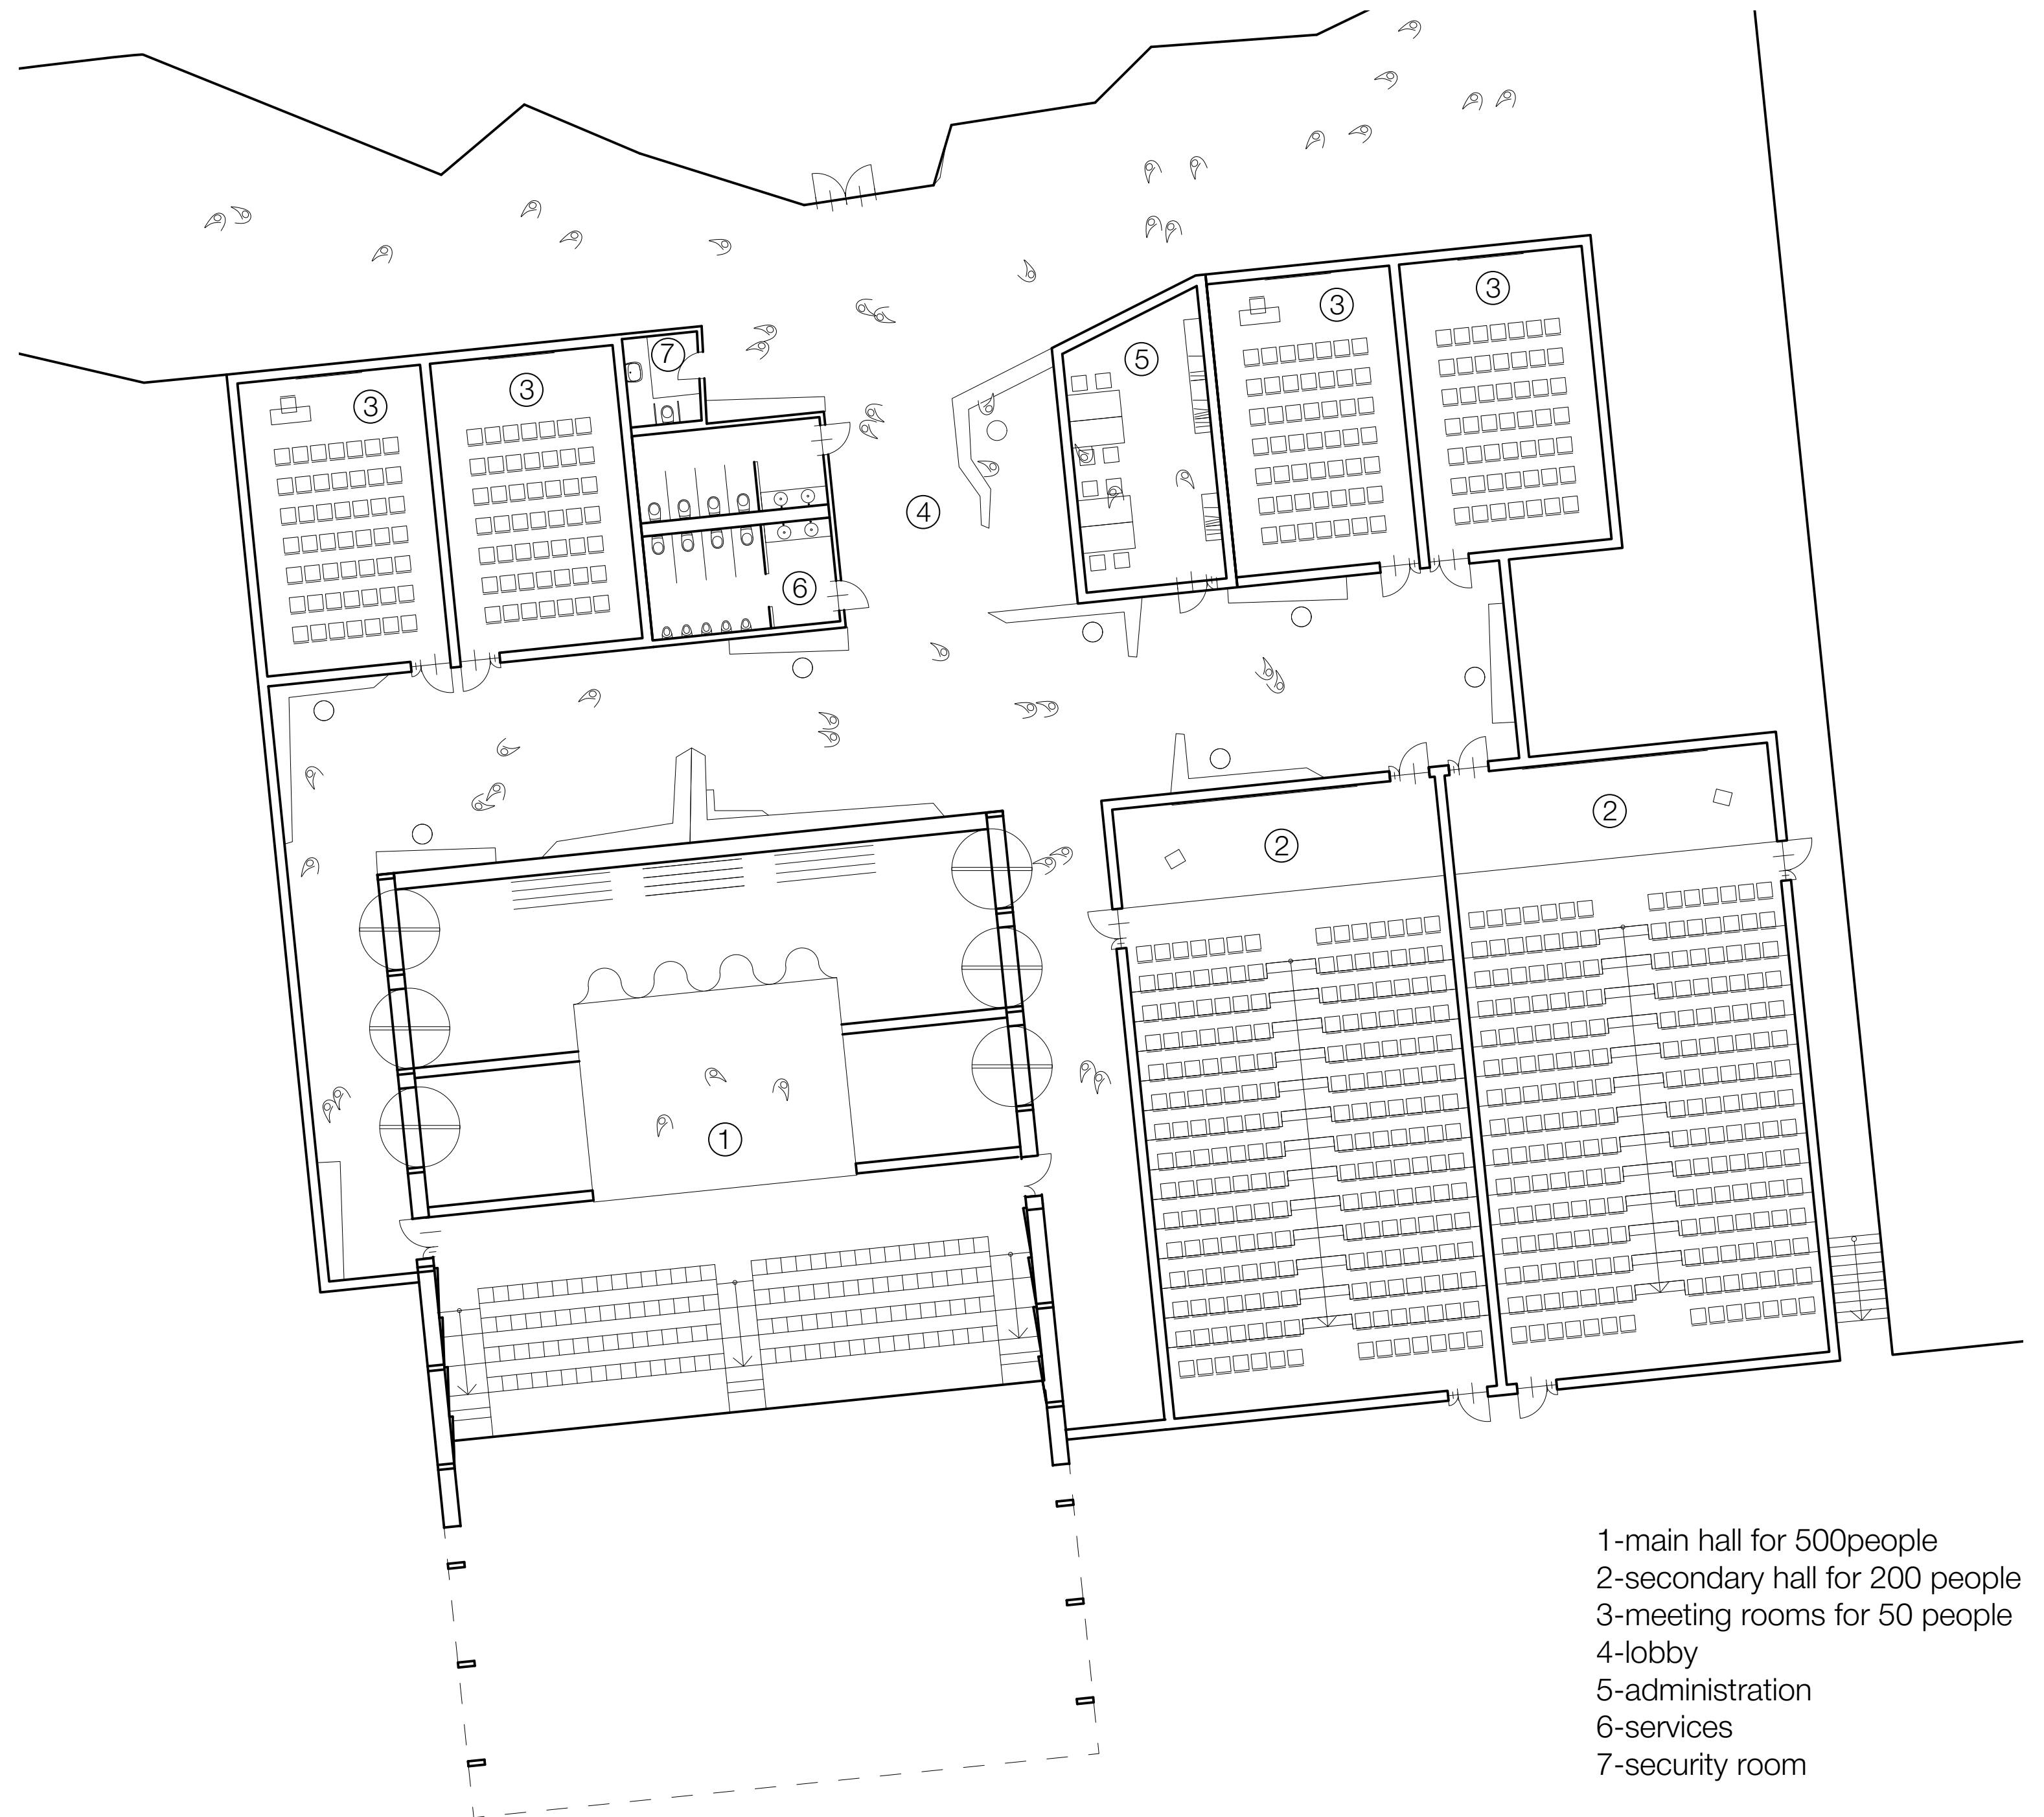 3
3
7
3
3
5
4
6
2
2
1
1-main hall for 500people
2-secondary hall for 200 people
3-meeting rooms for 50 people
4-lobby
5-administration
6-services
7-security room